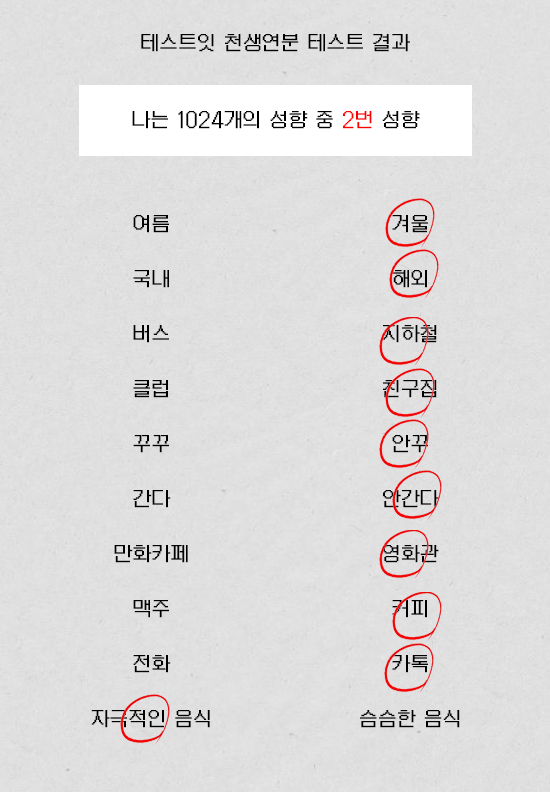 테스트잇 천생연분 테스트 결과
나는 1024개의 성향 중 2번 성향
여름 겨울
국내 해외
버스 지하철
클럽 친구집
꾸꾸 안꾸
간다 안간다
만화카페 영화관
맥주 커피
전화 카톡
자극적인 음식 슴슴한 음식